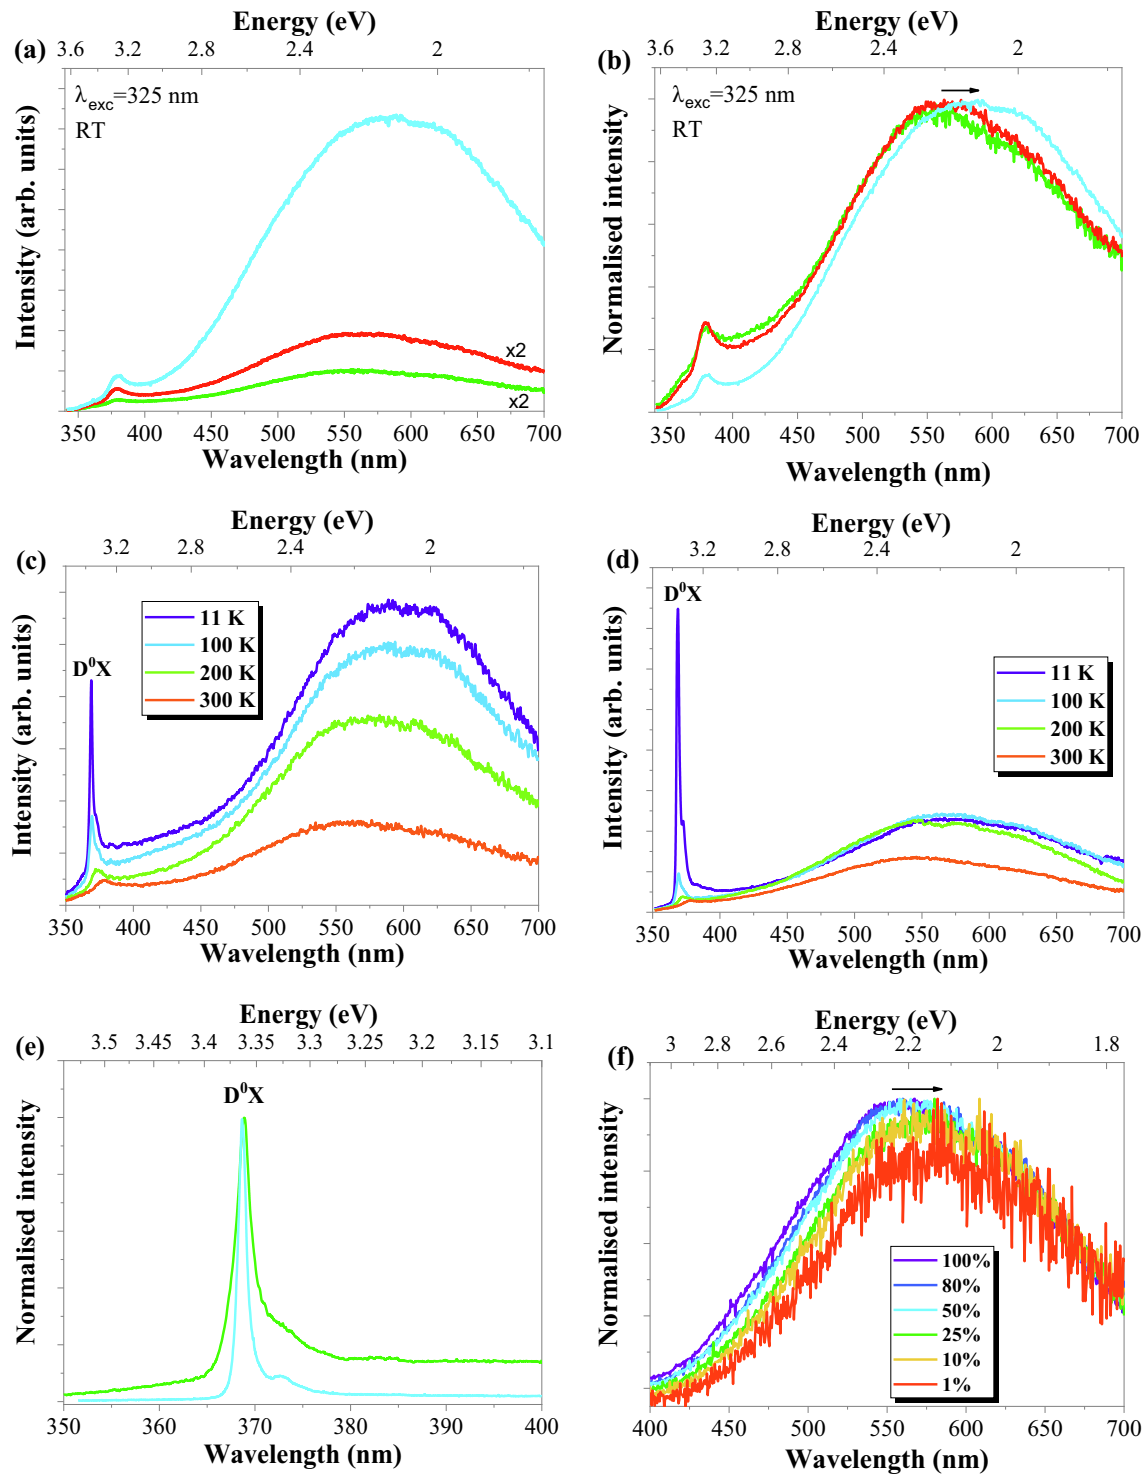 Energy (eV)
3.6 3.2 2.8 2.4 2
(a)
λexc=325 nm
RT
x2
x2
Intensity (arb. units)
350 400 450 500 550 600 650 700
Wavelength (nm)
Energy (eV)
3.6 3.2 2.8 2.4 2
(b)
λexc=325 nm
RT
Normalised intensity
350 400 450 500 550 600 650 700
Wavelength (nm)
Energy (eV)
3.2 2.8 2.4 2
(c)
D⁰X
11 K
100 K
200 K
300 K
Intensity (arb. units)
350 400 450 500 550 600 650 700
Wavelength (nm)
Energy (eV)
3.2 2.8 2.4 2
(d)
D⁰X
11 K
100 K
200 K
300 K
Intensity (arb. units)
350 400 450 500 550 600 650 700
Wavelength (nm)
Energy (eV)
3.5 3.45 3.4 3.35 3.3 3.25 3.2 3.15 3.1
(e)
D⁰X
Normalised intensity
350 360 370 380 390 400
Wavelength (nm)
Energy (eV)
3 2.8 2.6 2.4 2.2 2 1.8
(f)
100%
80%
50%
25%
10%
1%
Normalised intensity
400 450 500 550 600 650 700
Wavelength (nm)